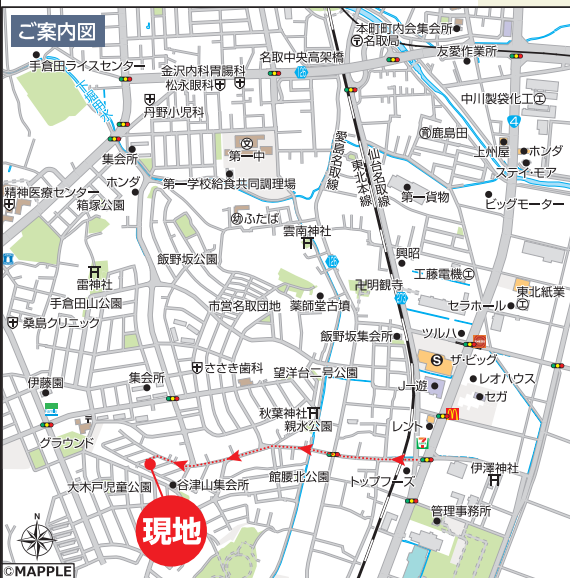 ご案内図
本町町内会集会所
名取局
友愛作業所
手倉田ライスセンター
名取中央高架橋
金沢内科胃腸科
松永眼科
丹野小児科
中川製袋化工
鹿島田
4
上州屋
ホンダ
ステイ・モア
集会所
第一中
愛島名取線
仙台名取線
東北本線
第一学校給食共同調理場
ホンダ
精神医療センター
箱塚公園
第一貨物
ビッグモーター
ふたば
雲南神社
飯野坂公園
興昭
工藤電機
雷神社
手倉田山公園
明観寺
東北紙業
セラホール
市営名取団地
薬師堂古墳
桑島クリニック
飯野坂集会所
ツルハ
ザ・ビッグ
ささき歯科
望洋台二号公園
伊藤園
集会所
J一遊
レオハウス
セガ
秋葉神社
親水公園
レント
グラウンド
伊澤神社
大木戸児童公園
谷津山集会所
館腰北公園
トップフーズ
管理事務所
現地
N
©MAPPLE